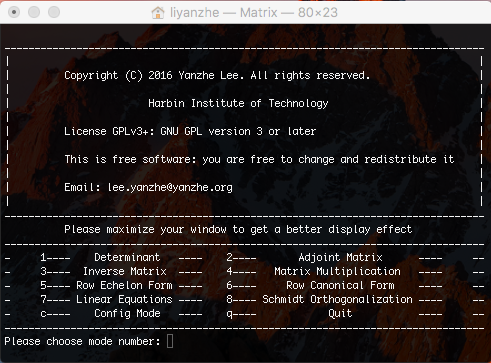 liyanzhe — Matrix — 80×23
Copyright (C) 2016 Yanzhe Lee. All rights reserved.
Harbin Institute of Technology
License GPLv3+: GNU GPL version 3 or later
This is free software: you are free to change and redistribute it
Email: lee.yanzhe@yanzhe.org
Please maximize your window to get a better display effect
- 1---- Determinant ---- 2---- Adjoint Matrix ---- --
- 3---- Inverse Matrix ---- 4---- Matrix Multiplication ---- --
- 5---- Row Echelon Form ---- 6---- Row Canonical Form ---- --
- 7---- Linear Equations ---- 8---- Schmidt Orthogonalization ---- --
- c---- Config Mode ---- q---- Quit ---- --
Please choose mode number: